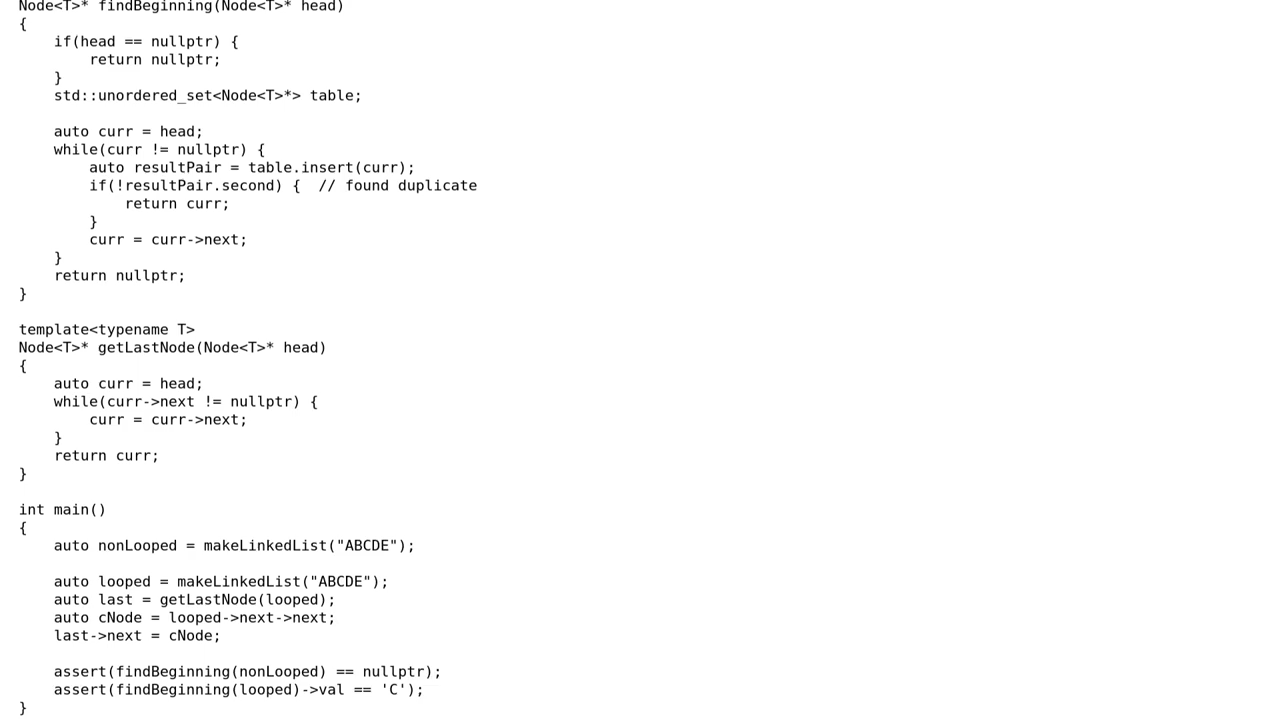 Node<T>* findBeginning(Node<T>* head)
{
    if(head == nullptr) {
        return nullptr;
    }
    std::unordered_set<Node<T>*> table;

    auto curr = head;
    while(curr != nullptr) {
        auto resultPair = table.insert(curr);
        if(!resultPair.second) {  // found duplicate
            return curr;
        }
        curr = curr->next;
    }
    return nullptr;
}

template<typename T>
Node<T>* getLastNode(Node<T>* head)
{
    auto curr = head;
    while(curr->next != nullptr) {
        curr = curr->next;
    }
    return curr;
}

int main()
{
    auto nonLooped = makeLinkedList("ABCDE");

    auto looped = makeLinkedList("ABCDE");
    auto last = getLastNode(looped);
    auto cNode = looped->next->next;
    last->next = cNode;

    assert(findBeginning(nonLooped) == nullptr);
    assert(findBeginning(looped)->val == 'C');
}